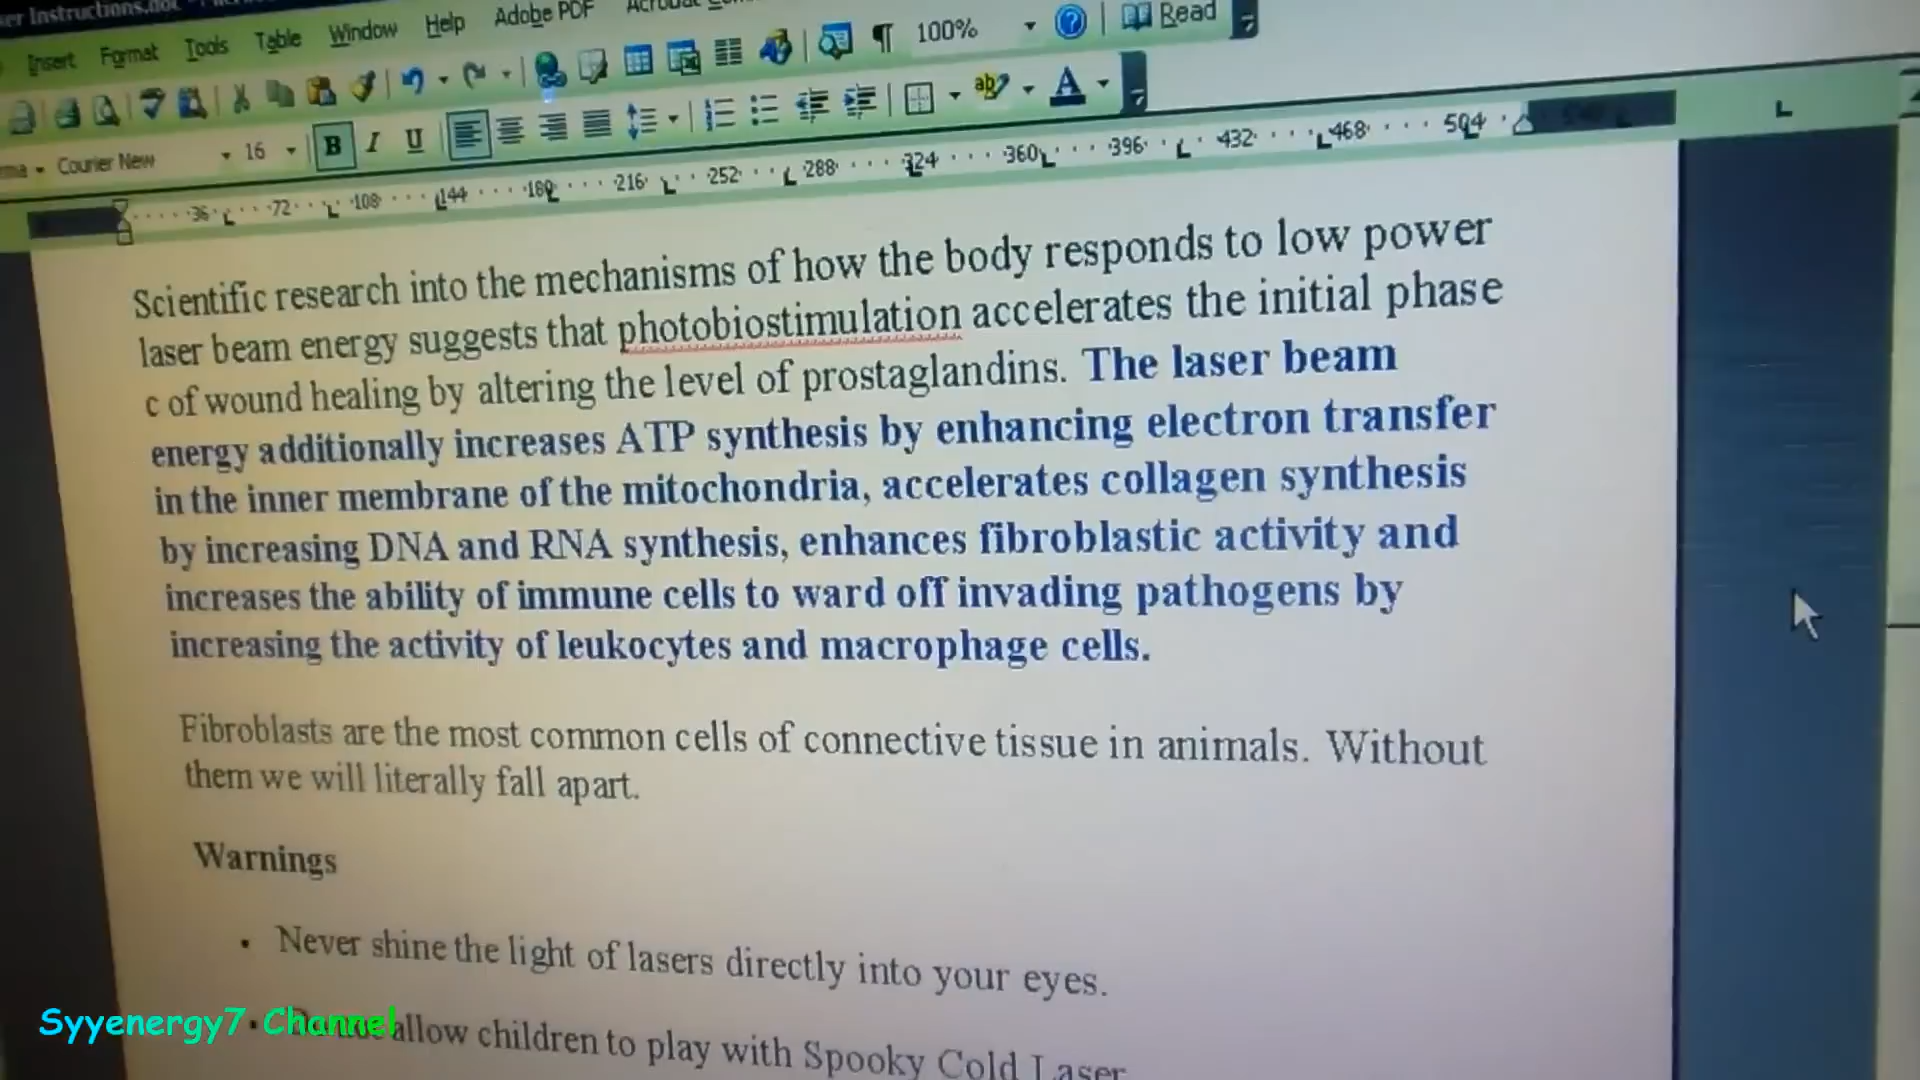 er Instructions.doc
Insert Format Tools Table Window Help Adobe PDF
100% Read
Courier New 16 B I U
36 72 108 144 180 216 252 288 324 360 396 432 468 504
Scientific research into the mechanisms of how the body responds to low power
laser beam energy suggests that photobiostimulation accelerates the initial phase
c of wound healing by altering the level of prostaglandins. The laser beam
energy additionally increases ATP synthesis by enhancing electron transfer
in the inner membrane of the mitochondria, accelerates collagen synthesis
by increasing DNA and RNA synthesis, enhances fibroblastic activity and
increases the ability of immune cells to ward off invading pathogens by
increasing the activity of leukocytes and macrophage cells.
Fibroblasts are the most common cells of connective tissue in animals. Without
them we will literally fall apart.
Warnings
• Never shine the light of lasers directly into your eyes.
• allow children to play with Spooky Cold Laser
Syyenergy7 Channel